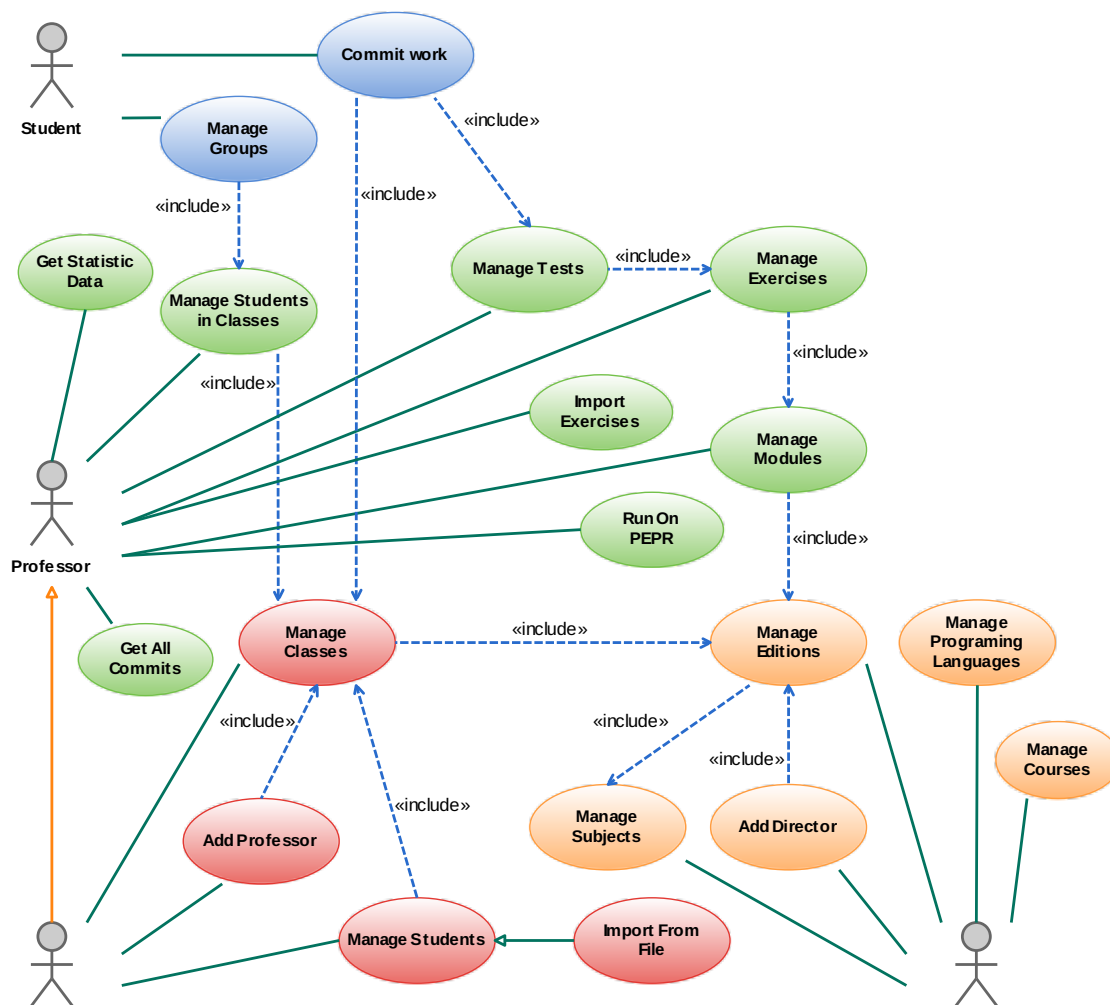 Commit work
Student
«include»
Manage
Groups
«include»
«include»
Get Statistic
Data
Manage Tests
«include»
Manage
Exercises
Manage Students
in Classes
«include»
«include»
Import
Exercises
Manage
Modules
Run On
PEPR
«include»
Professor
Get All
Commits
Manage
Classes
«include»
Manage
Editions
Manage
Programing
Languages
«include»
«include»
«include»
Manage
Courses
«include»
Add Professor
Manage
Subjects
Add Director
Manage Students
Import From
File